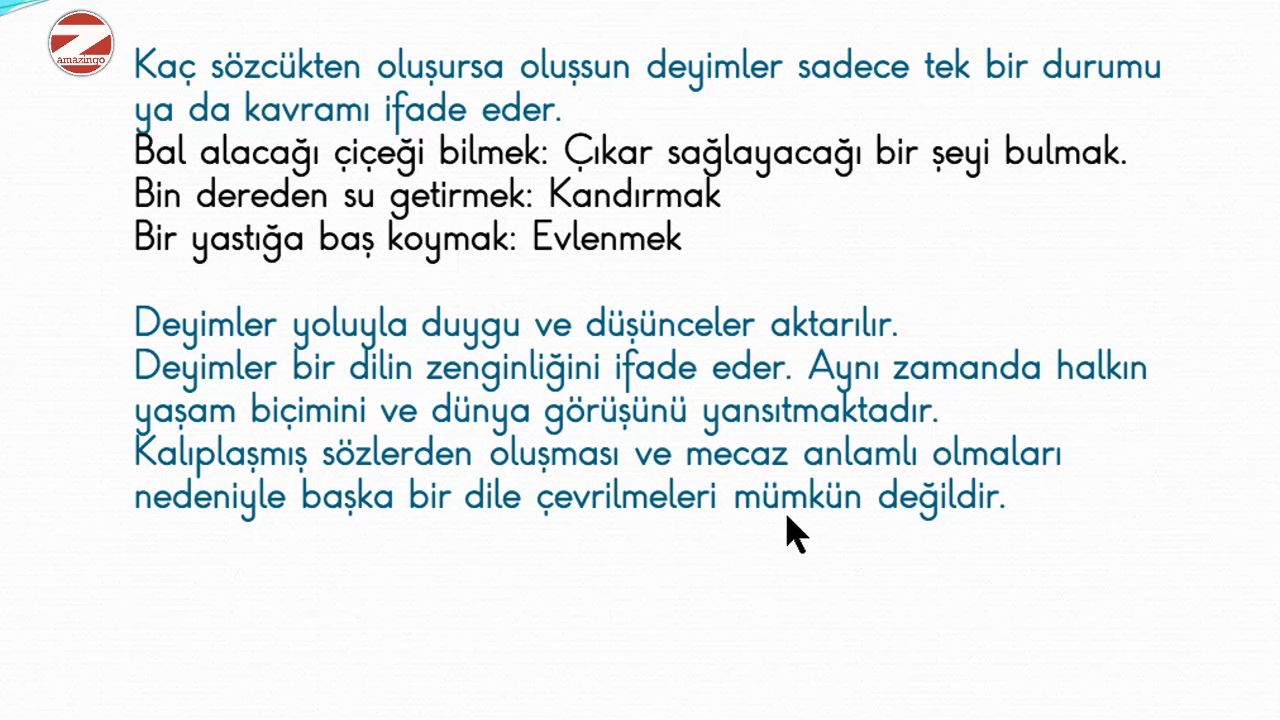 amazingo
Kaç sözcükten oluşursa oluşsun deyimler sadece tek bir durumu
ya da kavramı ifade eder.
Bal alacağı çiçeği bilmek: Çıkar sağlayacağı bir şeyi bulmak.
Bin dereden su getirmek: Kandırmak
Bir yastığa baş koymak: Evlenmek
Deyimler yoluyla duygu ve düşünceler aktarılır.
Deyimler bir dilin zenginliğini ifade eder. Aynı zamanda halkın
yaşam biçimini ve dünya görüşünü yansıtmaktadır.
Kalıplaşmış sözlerden oluşması ve mecaz anlamlı olmaları
nedeniyle başka bir dile çevrilmeleri mümkün değildir.